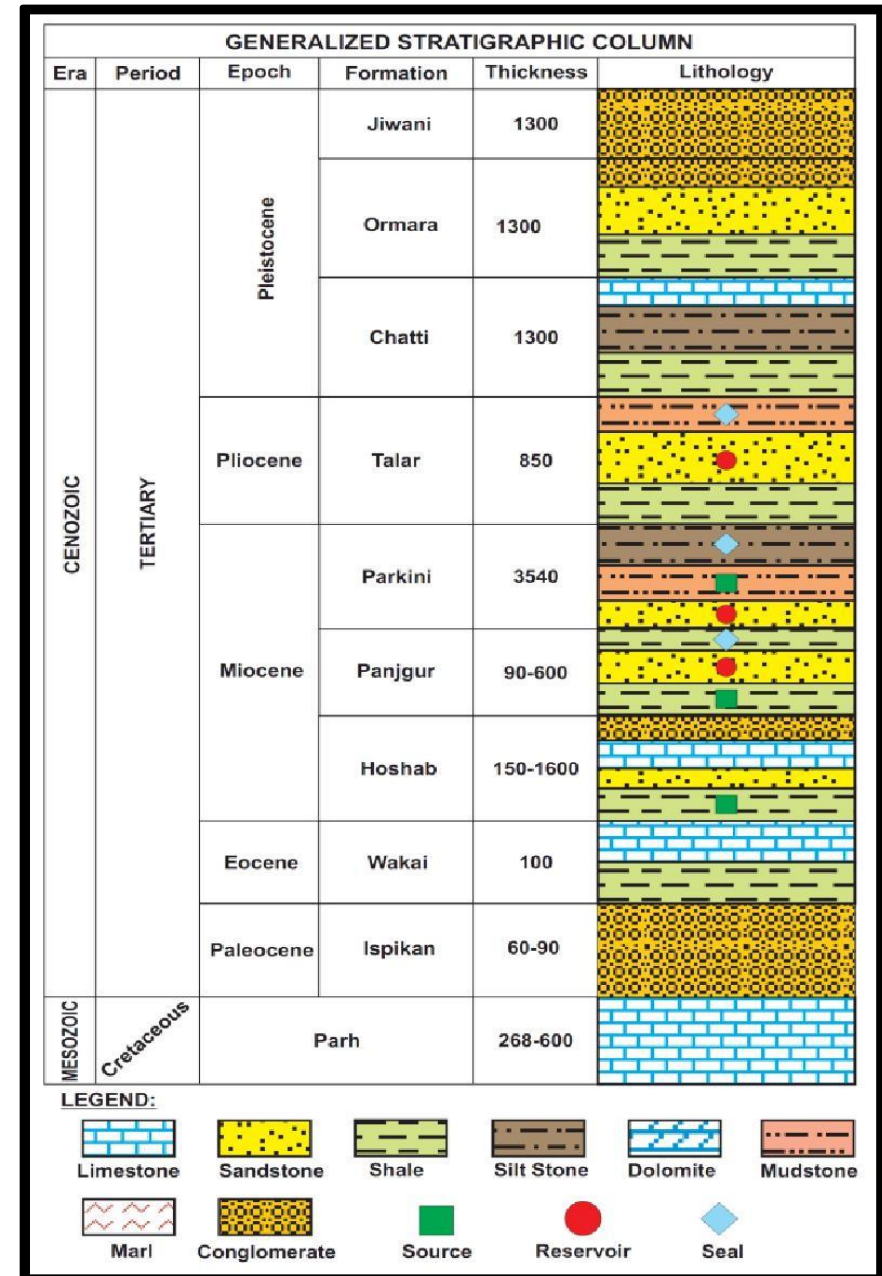 GENERALIZED STRATIGRAPHIC COLUMN
Era Period Epoch Formation Thickness Lithology
CENOZOIC
TERTIARY
Pleistocene
Jiwani 1300
Ormara 1300
Chatti 1300
Pliocene Talar 850
Miocene
Parkini 3540
Panjgur 90-600
Hoshab 150-1600
Eocene Wakai 100
Paleocene Ispikan 60-90
MESOZOIC Cretaceous Parh 268-600
LEGEND:
Limestone Sandstone Shale Silt Stone Dolomite Mudstone
Marl Conglomerate Source Reservoir Seal